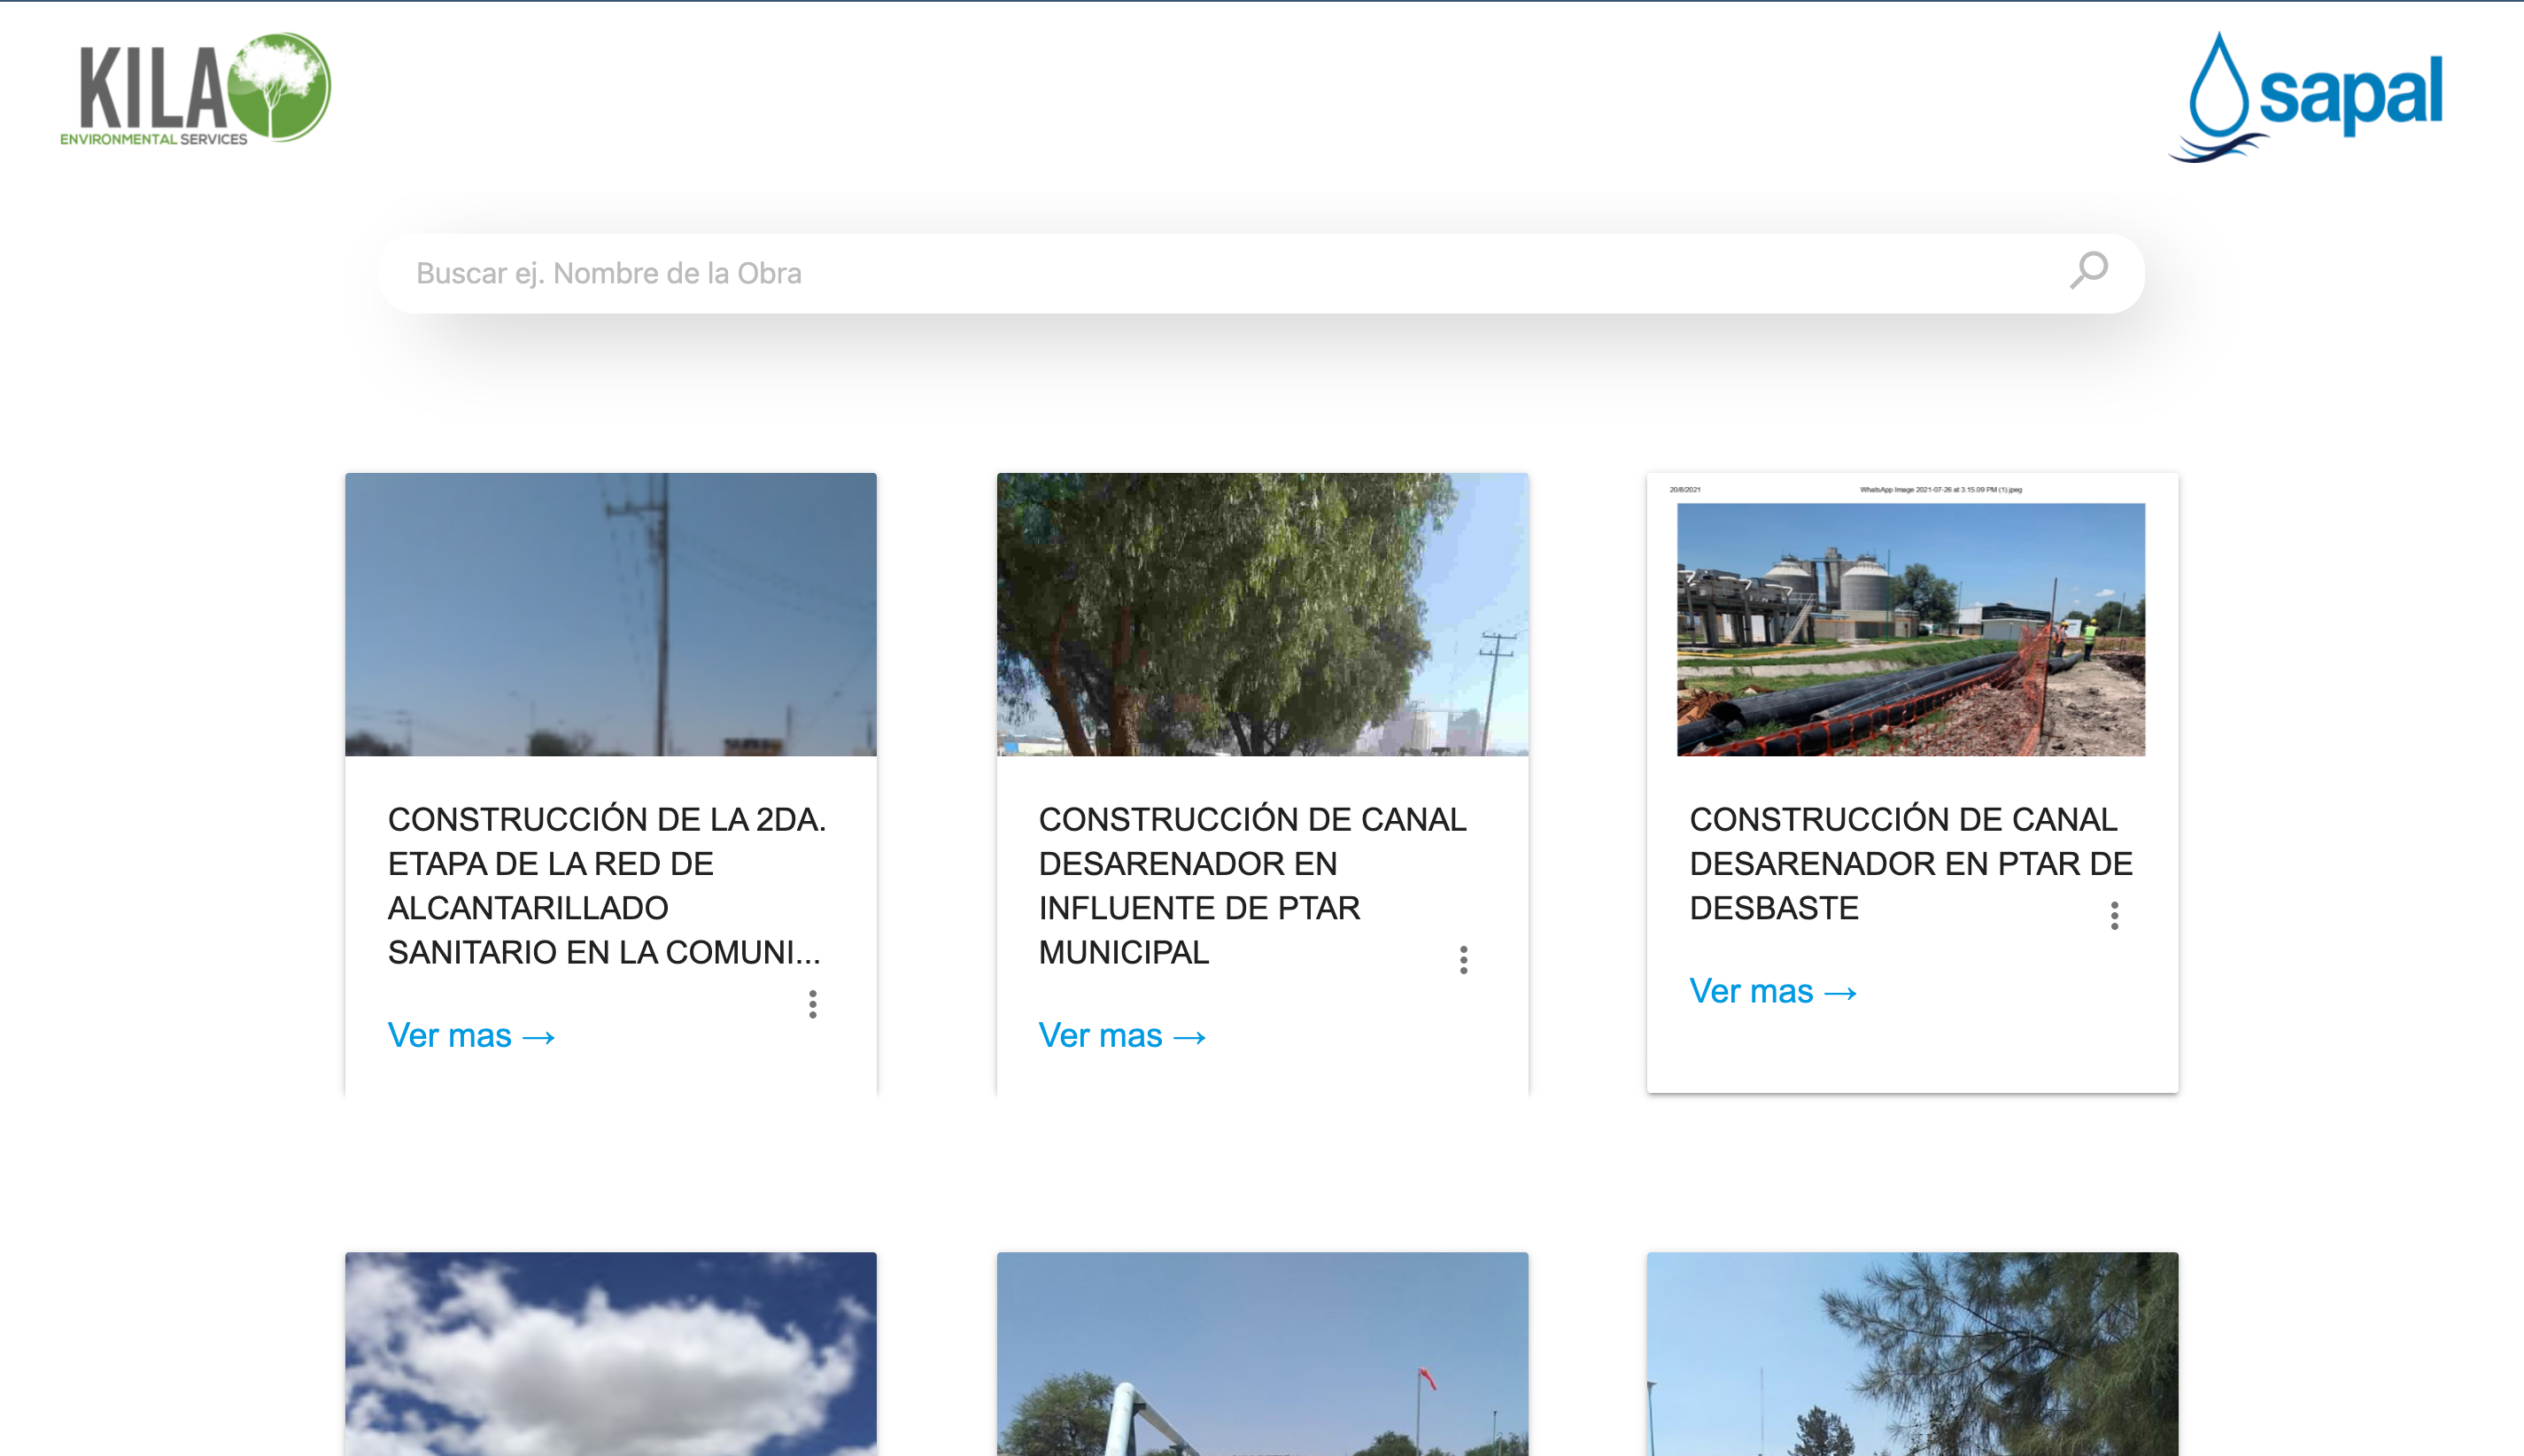 KILA
ENVIRONMENTAL SERVICES
sapal
Buscar ej. Nombre de la Obra
CONSTRUCCIÓN DE LA 2DA.
ETAPA DE LA RED DE
ALCANTARILLADO
SANITARIO EN LA COMUNI...
Ver mas →
CONSTRUCCIÓN DE CANAL
DESARENADOR EN
INFLUENTE DE PTAR
MUNICIPAL
Ver mas →
20/8/2021
WhatsApp Image 2021-07-26 at 3.15.09 PM (1).jpeg
CONSTRUCCIÓN DE CANAL
DESARENADOR EN PTAR DE
DESBASTE
Ver mas →